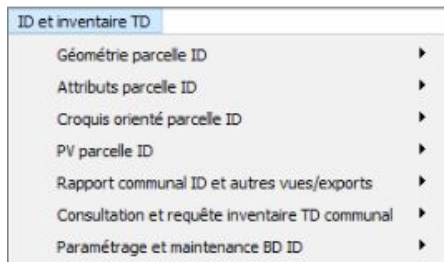 ID et inventaire TD
Géométrie parcelle ID
Attributs parcelle ID
Croquis orienté parcelle ID
PV parcelle ID
Rapport communal ID et autres vues/exports
Consultation et requête inventaire TD communal
Paramétrage et maintenance BD ID